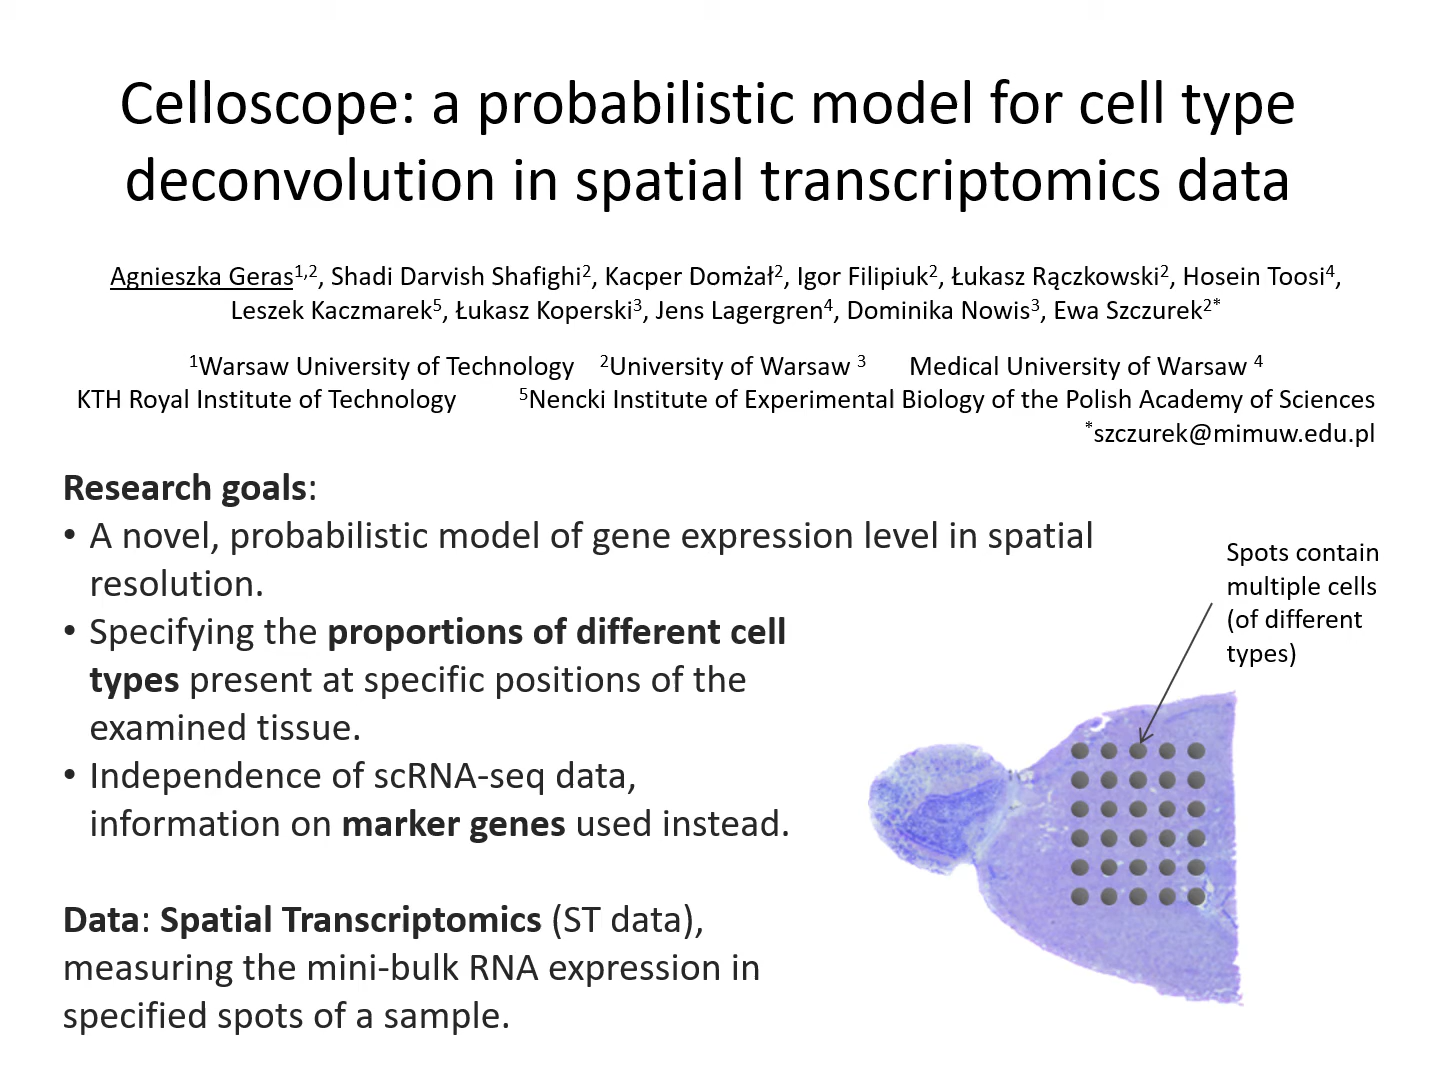 Celloscope: a probabilistic model for cell type
deconvolution in spatial transcriptomics data
Agnieszka Geras1,2, Shadi Darvish Shafighi2, Kacper Domżał2, Igor Filipiuk2, Łukasz Rączkowski2, Hosein Toosi4,
Leszek Kaczmarek5, Łukasz Koperski3, Jens Lagergren4, Dominika Nowis3, Ewa Szczurek2*
1Warsaw University of Technology 2University of Warsaw 3 Medical University of Warsaw 4
KTH Royal Institute of Technology 5Nencki Institute of Experimental Biology of the Polish Academy of Sciences
*szczurek@mimuw.edu.pl
Research goals:
• A novel, probabilistic model of gene expression level in spatial
resolution.
• Specifying the proportions of different cell
types present at specific positions of the
examined tissue.
• Independence of scRNA-seq data,
information on marker genes used instead.
Data: Spatial Transcriptomics (ST data),
measuring the mini-bulk RNA expression in
specified spots of a sample.
Spots contain
multiple cells
(of different
types)